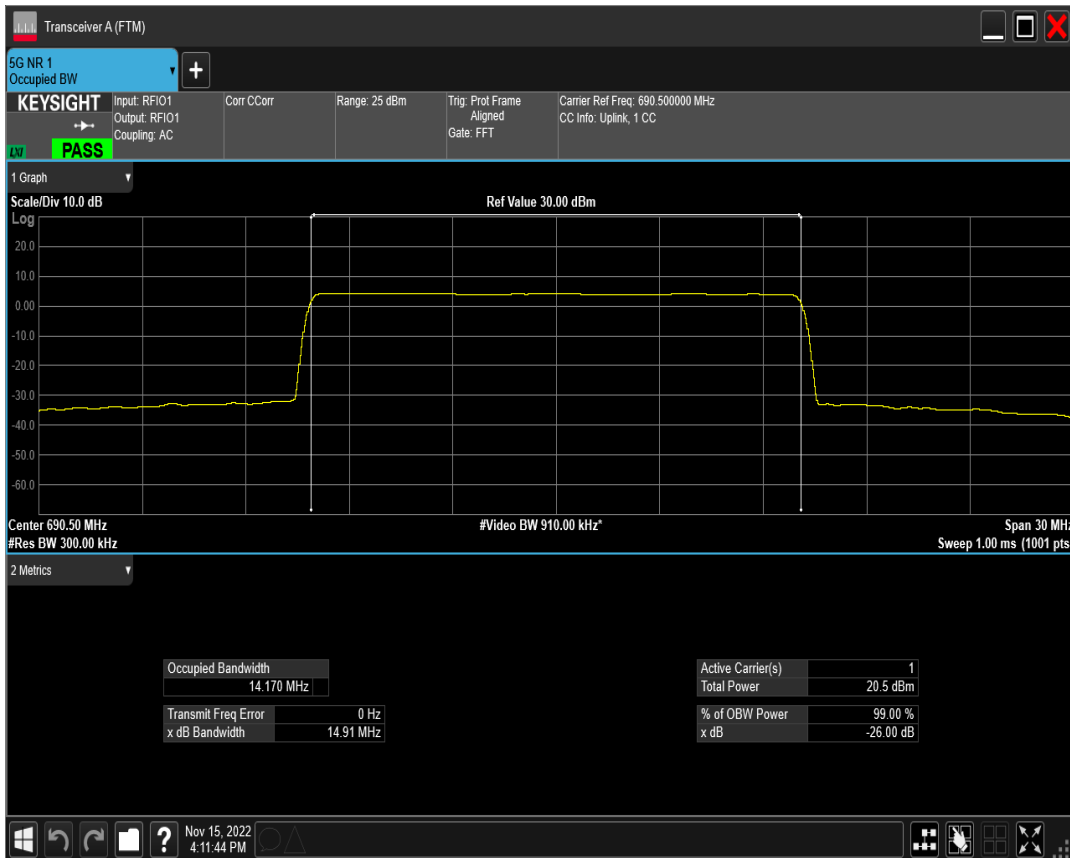 Transceiver A (FTM)
5G NR 1
Occupied BW
+
KEYSIGHT
LXI
PASS
Input: RFIO1
Output: RFIO1
Coupling: AC
Corr CCorr
Range: 25 dBm
Trig: Prot Frame
Aligned
Gate: FFT
Carrier Ref Freq: 690.500000 MHz
CC Info: Uplink, 1 CC
1 Graph
Scale/Div 10.0 dB
Ref Value 30.00 dBm
Log
20.0
10.0
0.00
-10.0
-20.0
-30.0
-40.0
-50.0
-60.0
Center 690.50 MHz
#Video BW 910.00 kHz*
Span 30 MHz
#Res BW 300.00 kHz
Sweep 1.00 ms (1001 pts
2 Metrics
Occupied Bandwidth
14.170 MHz
Transmit Freq Error 0 Hz
x dB Bandwidth 14.91 MHz
Active Carrier(s) 1
Total Power 20.5 dBm
% of OBW Power 99.00 %
x dB -26.00 dB
?
Nov 15, 2022
4:11:44 PM